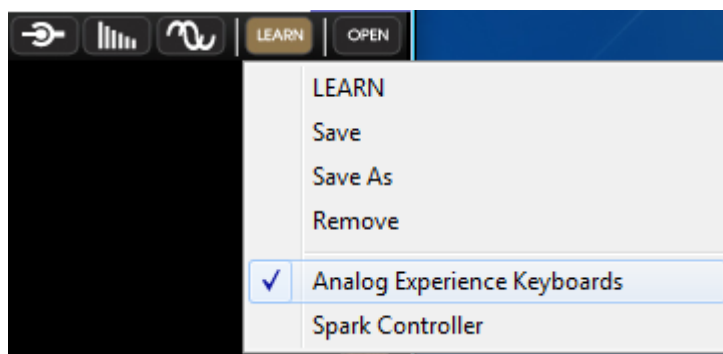 LEARN OPEN
LEARN
Save
Save As
Remove
Analog Experience Keyboards
Spark Controller